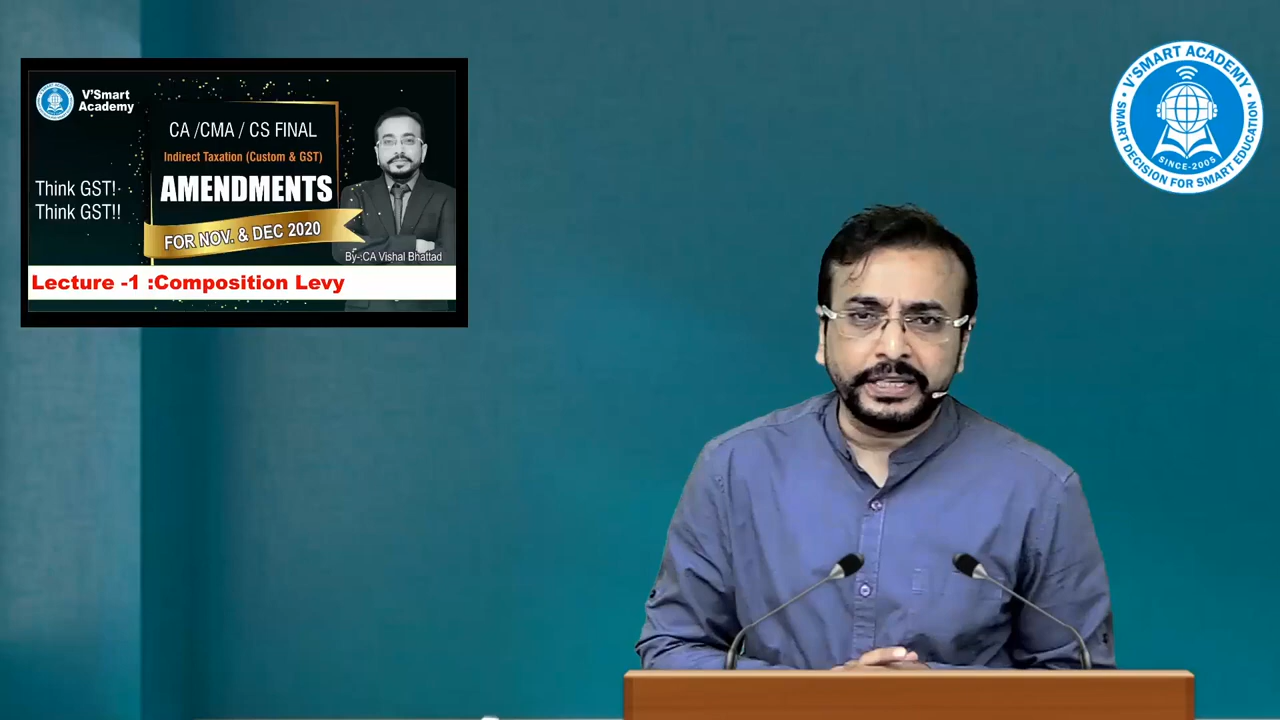 V'Smart
Academy
CA /CMA / CS FINAL
Indirect Taxation (Custom & GST)
AMENDMENTS
Think GST!
Think GST!!
FOR NOV. & DEC 2020
By-:CA Vishal Bhattad
Lecture -1 :Composition Levy
V'SMART ACADEMY
SINCE-2005
SMART DECISION FOR SMART EDUCATION